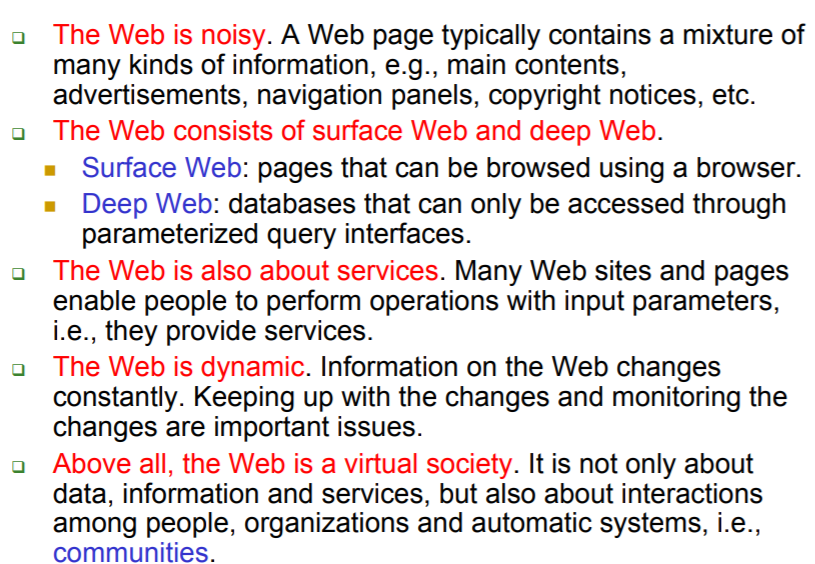 The Web is noisy. A Web page typically contains a mixture of
many kinds of information, e.g., main contents,
advertisements, navigation panels, copyright notices, etc.
The Web consists of surface Web and deep Web.
Surface Web: pages that can be browsed using a browser.
Deep Web: databases that can only be accessed through
parameterized query interfaces.
The Web is also about services. Many Web sites and pages
enable people to perform operations with input parameters,
i.e., they provide services.
The Web is dynamic. Information on the Web changes
constantly. Keeping up with the changes and monitoring the
changes are important issues.
Above all, the Web is a virtual society. It is not only about
data, information and services, but also about interactions
among people, organizations and automatic systems, i.e.,
communities.